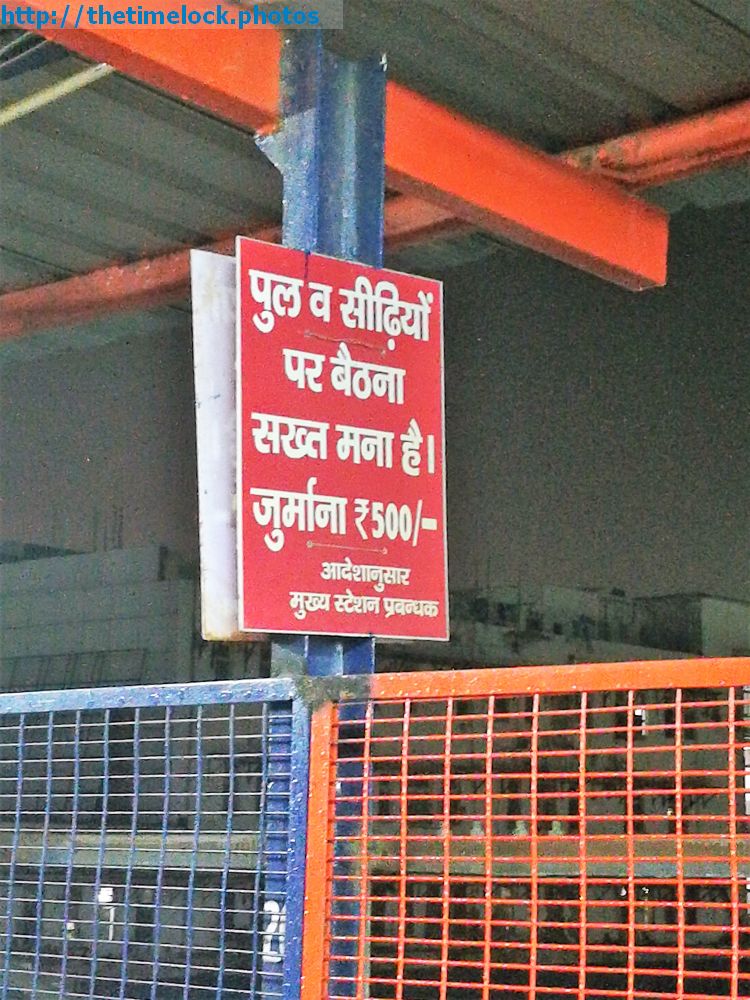 http://thetimelock.photos
पुल व सीढ़ियों
पर बैठना
सख्त मना है।
जुर्माना ₹500/-
आदेशानुसार
मुख्य स्टेशन प्रबन्धक